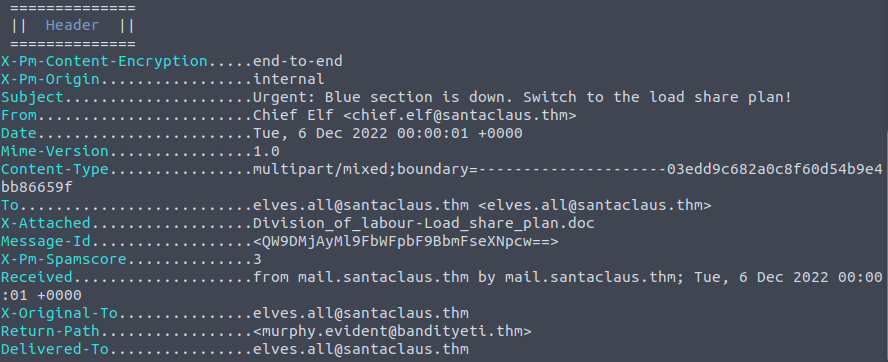 ==============
|| Header ||
==============
X-Pm-Content-Encryption.....end-to-end
X-Pm-Origin.................internal
Subject.....................Urgent: Blue section is down. Switch to the load share plan!
From........................Chief Elf <chief.elf@santaclaus.thm>
Date........................Tue, 6 Dec 2022 00:00:01 +0000
Mime-Version................1.0
Content-Type................multipart/mixed;boundary=---------------------03edd9c682a0c8f60d54b9e4
bb86659f
To..........................elves.all@santaclaus.thm <elves.all@santaclaus.thm>
X-Attached..................Division_of_labour-Load_share_plan.doc
Message-Id..................<QW9DMjAyMl9FbWFpbF9BbmFseXNpcw==>
X-Pm-Spamscore..............3
Received....................from mail.santaclaus.thm by mail.santaclaus.thm; Tue, 6 Dec 2022 00:00
:01 +0000
X-Original-To...............elves.all@santaclaus.thm
Return-Path.................<murphy.evident@bandityeti.thm>
Delivered-To................elves.all@santaclaus.thm